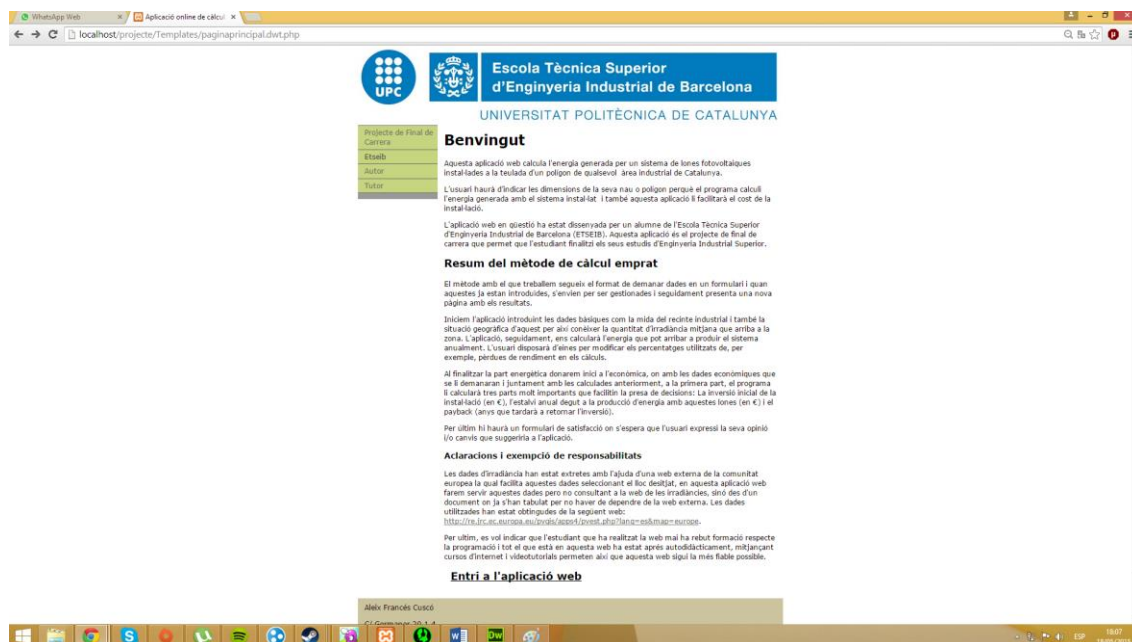 WhatsApp Web
Aplicació online de càlcul
localhost/projecte/Templates/paginaprincipal.dwt.php
UPC
Escola Tècnica Superior
d'Enginyeria Industrial de Barcelona
UNIVERSITAT POLITÈCNICA DE CATALUNYA
Projecte de Final de
Carrera
Etseib
Autor
Tutor
Benvingut
Aquesta aplicació web calcula l'energia generada per un sistema de lones fotovoltaiques
instal·lades a la teulada d'un polígon de qualsevol àrea industrial de Catalunya.
L'usuari haurà d'indicar les dimensions de la seva nau o polígon perquè el programa calculi
l'energia generada amb el sistema instal·lat i també aquesta aplicació li facilitarà el cost de la
instal·lació.
L'aplicació web en qüestió ha estat dissenyada per un alumne de l'Escola Tècnica Superior
d'Enginyeria Industrial de Barcelona (ETSEIB). Aquesta aplicació és el projecte de final de
carrera que permet que l'estudiant finalitzi els seus estudis d'Enginyeria Industrial Superior.
Resum del mètode de càlcul emprat
El mètode amb el que treballem segueix el format de demanar dades en un formulari i quan
aquestes ja estan introduïdes, s'envien per ser gestionades i seguidament presenta una nova
pàgina amb els resultats.
Iniciem l'aplicació introduint les dades bàsiques com la mida del recinte industrial i també la
situació geogràfica d'aquest per així conèixer la quantitat d'irradiància mitjana que arriba a la
zona. L'aplicació, seguidament, ens calcularà l'energia que pot arribar a produir el sistema
anualment. L'usuari disposarà d'eines per modificar els percentatges utilitzats de, per
exemple, pèrdues de rendiment en els càlculs.
Al finalitzar la part energètica donarem inici a l'econòmica, on amb les dades econòmiques que
se li demanaran i juntament amb les calculades anteriorment, a la primera part, el programa
li calcularà tres parts molt importants que facilitin la presa de decisions: La inversió inicial de la
instal·lació (en €), l'estalvi anual degut a la producció d'energia amb aquestes lones (en €) i el
payback (anys que tardarà a retornar l'inversió).
Per últim hi haurà un formulari de satisfacció on s'espera que l'usuari expressi la seva opinió
i/o canvis que suggeriria a l'aplicació.
Aclaracions i exempció de responsabilitats
Les dades d'irradiància han estat extretes amb l'ajuda d'una web externa de la comunitat
europea la qual facilita aquestes dades seleccionant el lloc desitjat, en aquesta aplicació web
farem servir aquestes dades pero no consultant a la web de les irradiàncies, sinó des d'un
document on ja s'han tabulat per no haver de dependre de la web externa. Les dades
utilitzades han estat obtingudes de la següent web:
http://re.jrc.ec.europa.eu/pvgis/apps4/pvest.php?lang=es&map=europe.
Per ultim, es vol indicar que l'estudiant que ha realitzat la web mai ha rebut formació respecte
la programació i tot el que està en aquesta web ha estat aprés autodidàcticament, mitjançant
cursos d'internet i videotutorials permeten així que aquesta web sigui la més fiable possible.
Entri a l'aplicació web
Aleix Francés Cuscó
ESP
18:07